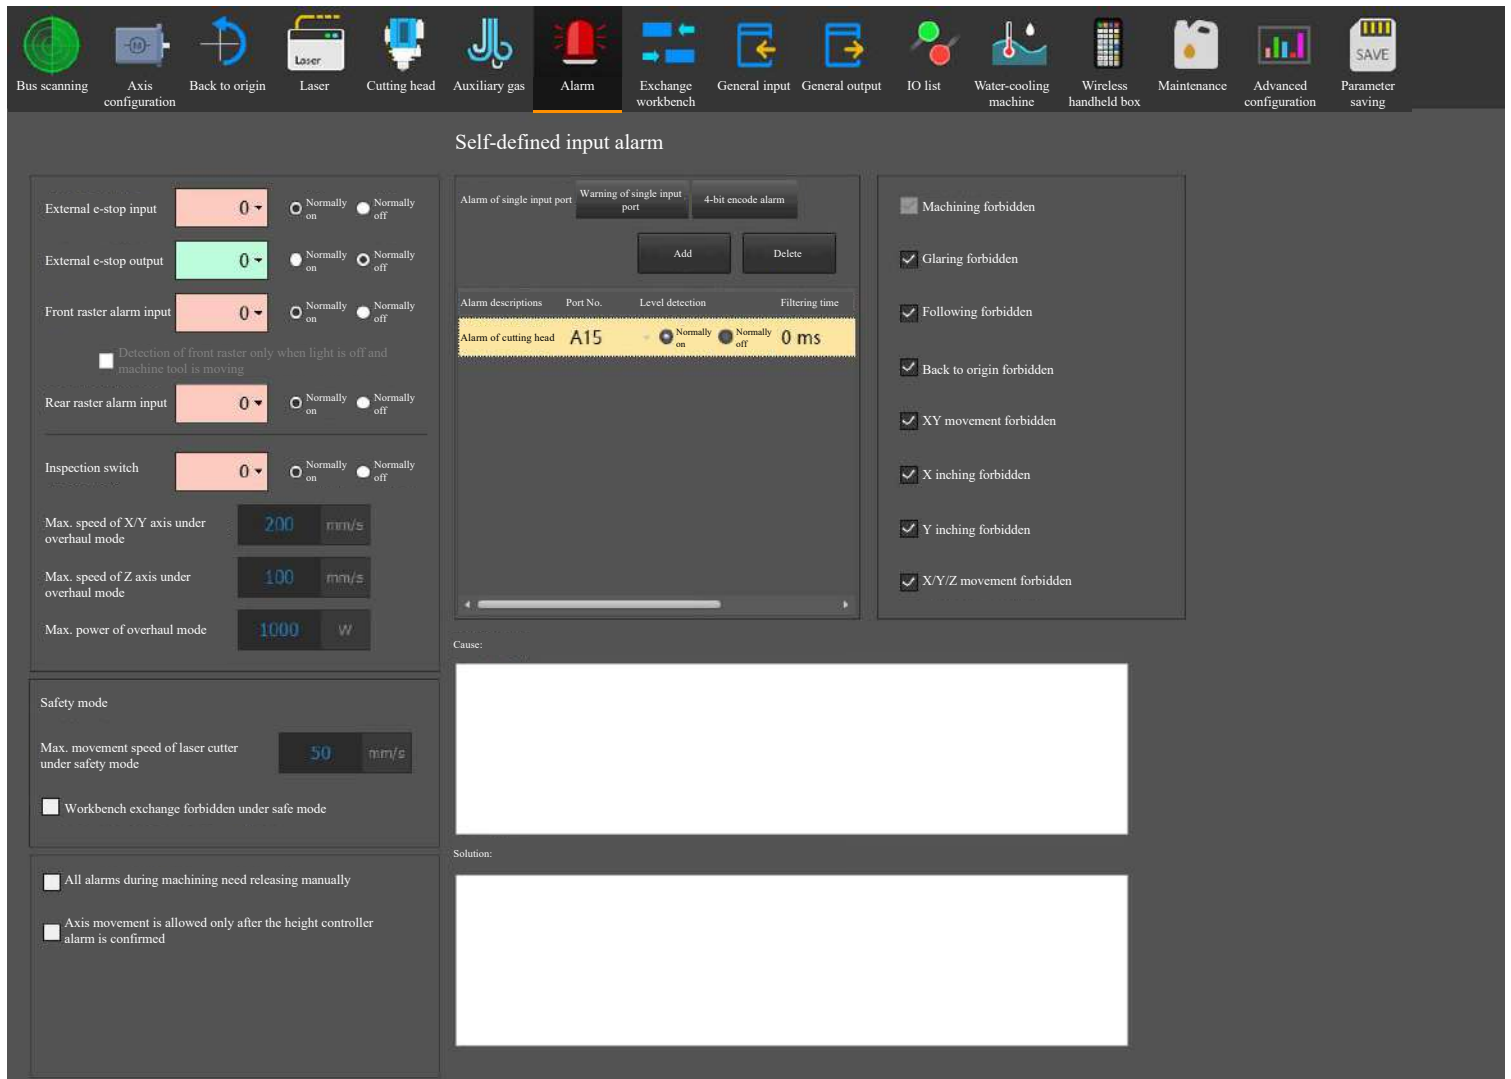 Laser
SAVE
Bus scanning
Axis
configuration
Back to origin
Laser
Cutting head
Auxiliary gas
Alarm
Exchange
workbench
General input
General output
IO list
Water-cooling
machine
Wireless
handheld box
Maintenance
Advanced
configuration
Parameter
saving
Self-defined input alarm
External e-stop input
0
Normally
on
Normally
off
External e-stop output
0
Normally
on
Normally
off
Front raster alarm input
0
Normally
on
Normally
off
Detection of front raster only when light is off and
machine tool is moving
Rear raster alarm input
0
Normally
on
Normally
off
Inspection switch
0
Normally
on
Normally
off
Max. speed of X/Y axis under
overhaul mode
200 mm/s
Max. speed of Z axis under
overhaul mode
100 mm/s
Max. power of overhaul mode
1000 W
Safety mode
Max. movement speed of laser cutter
under safety mode
50 mm/s
Workbench exchange forbidden under safe mode
All alarms during machining need releasing manually
Axis movement is allowed only after the height controller
alarm is confirmed
Alarm of single input port
Warning of single input
port
4-bit encode alarm
Add
Delete
Alarm descriptions Port No. Level detection Filtering time
Alarm of cutting head A15
Normally
on
Normally
off
0 ms
Machining forbidden
Glaring forbidden
Following forbidden
Back to origin forbidden
XY movement forbidden
X inching forbidden
Y inching forbidden
X/Y/Z movement forbidden
Cause:
Solution: